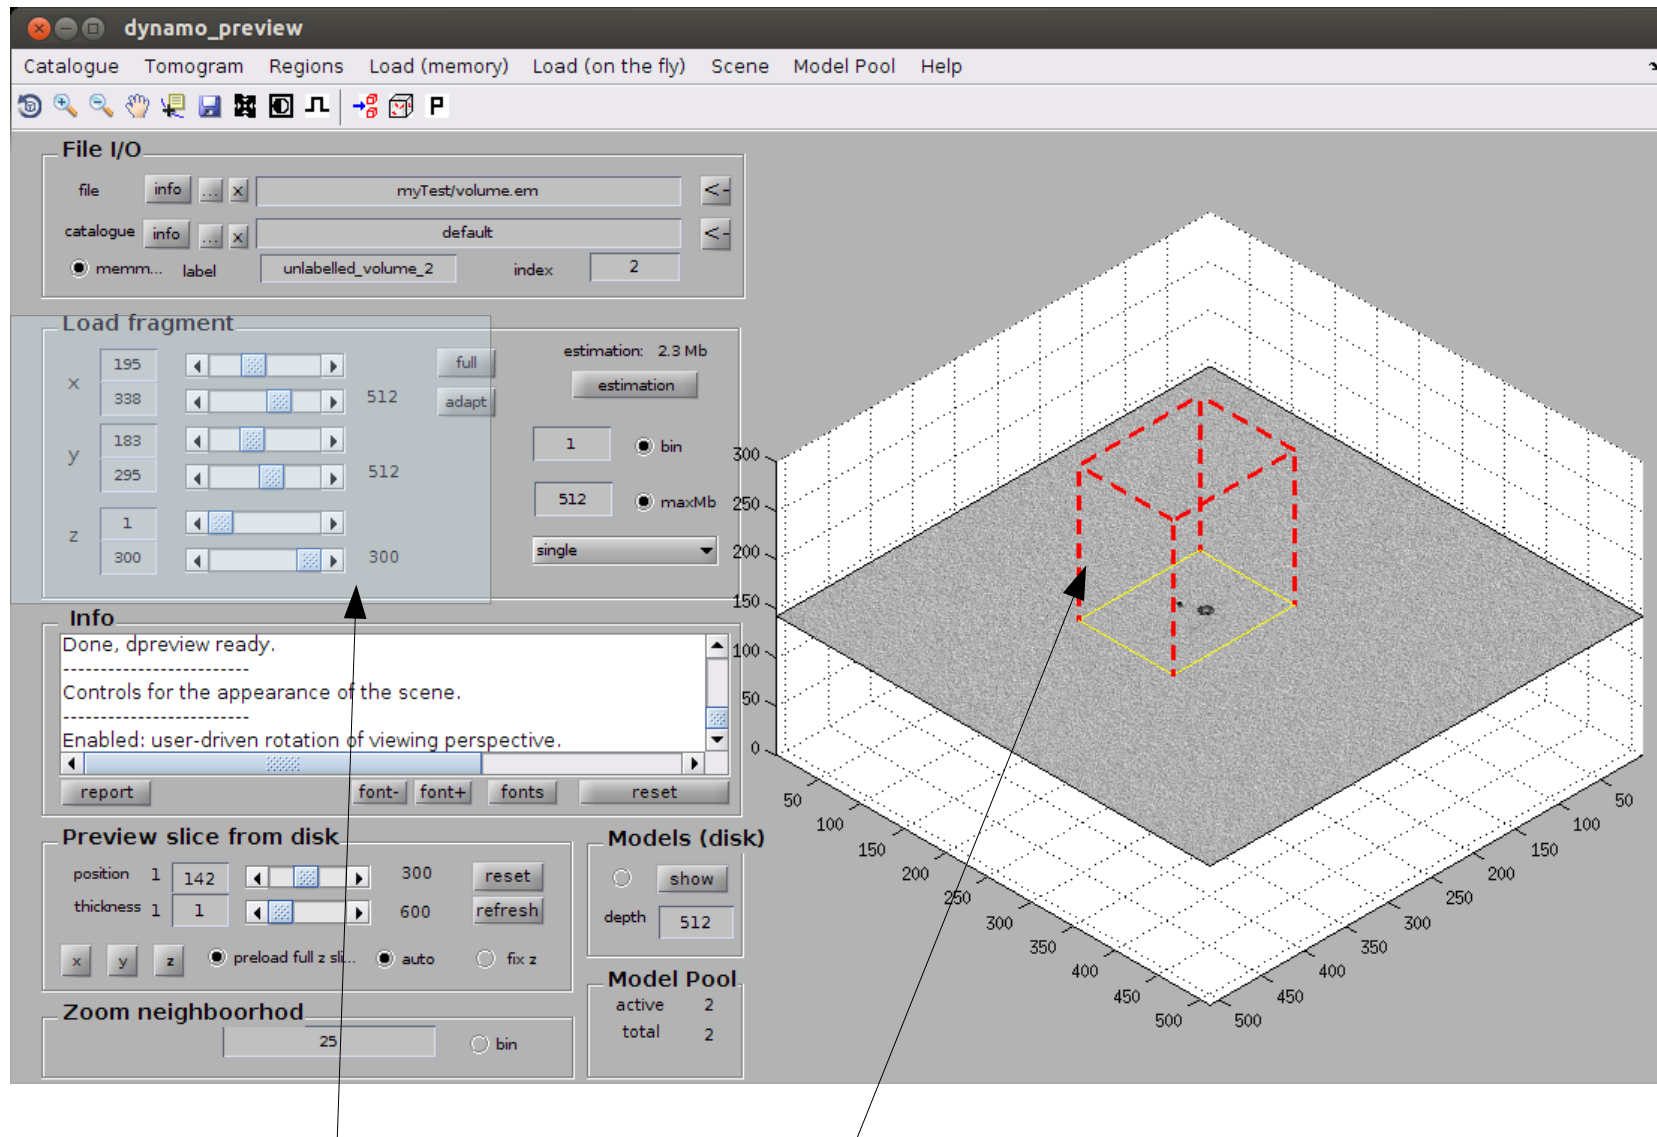 dynamo_preview
Catalogue Tomogram Regions Load (memory) Load (on the fly) Scene Model Pool Help
P
File I/O
file info ... x myTest/volume.em <-
catalogue info ... x default <-
memm... label unlabelled_volume_2 index 2
Load fragment
x 195 full estimation: 2.3 Mb
estimation
338 512 adapt
y 183 1 bin
295 512
512 maxMb
z 1
300 300 single
Info
Done, dpreview ready.
-------------------------
Controls for the appearance of the scene.
-------------------------
Enabled: user-driven rotation of viewing perspective.
report font- font+ fonts reset
Preview slice from disk
position 1 142 300 reset
thickness 1 1 600 refresh
x y z preload full z sli... auto fix z
Zoom neighboorhod
25 bin
Models (disk)
show
depth 512
Model Pool
active 2
total 2
300
250
200
150
100
50
0
50 100 150 200 250 300 350 400 450 500
50 100 150 200 250 300 350 400 450 500